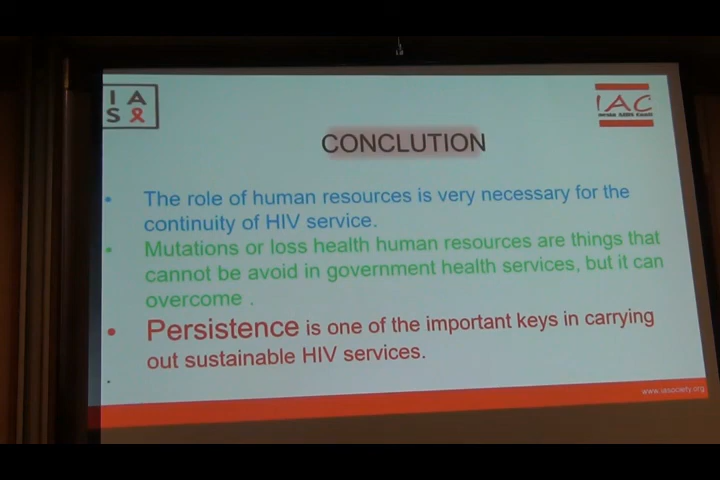 I A
S
IAC
CONCLUTION
The role of human resources is very necessary for the
continuity of HIV service.
Mutations or loss health human resources are things that
cannot be avoid in government health services, but it can
overcome .
Persistence is one of the important keys in carrying
out sustainable HIV services.
www.iasociety.org